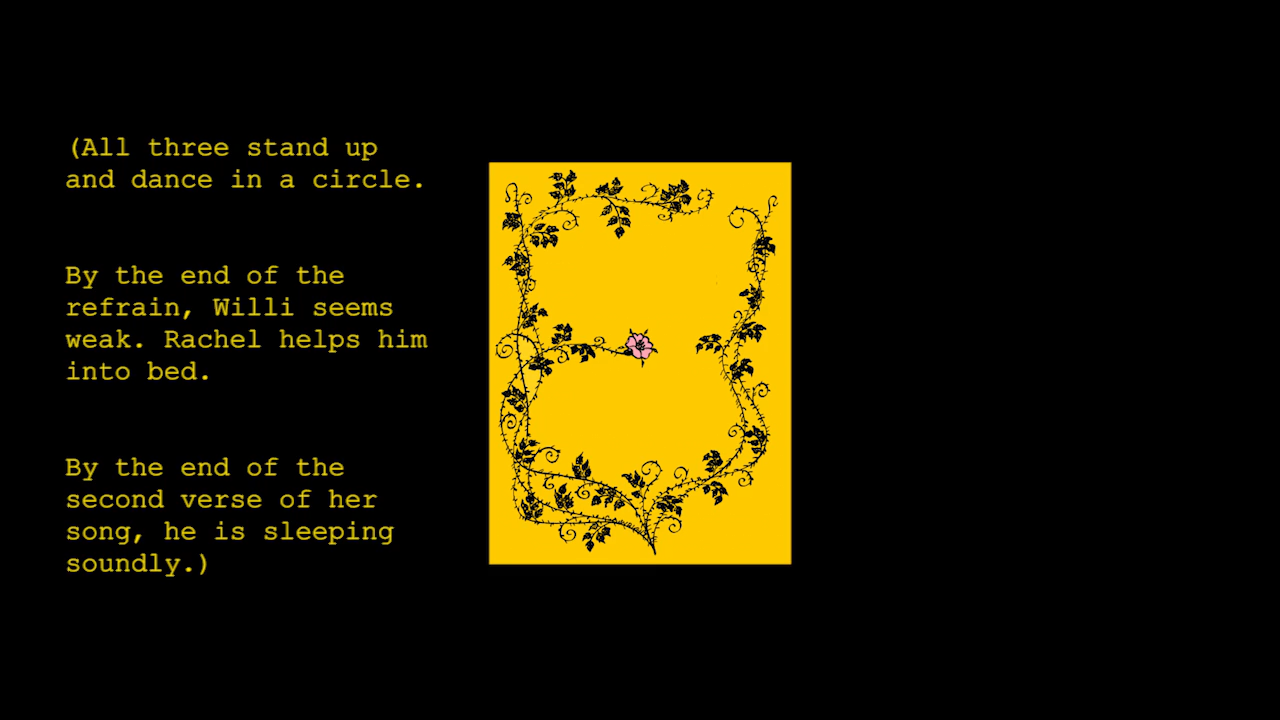 (All three stand up
and dance in a circle.
By the end of the
refrain, Willi seems
weak. Rachel helps him
into bed.
By the end of the
second verse of her
song, he is sleeping
soundly.)